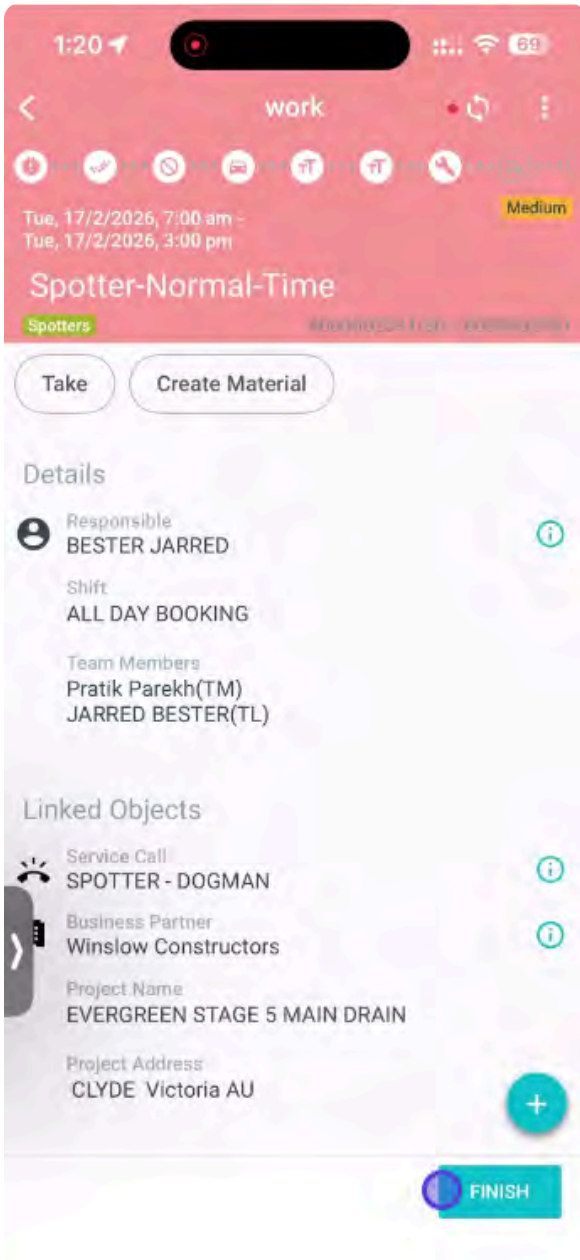 1:20
69
work
Medium
Tue, 17/2/2026, 7:00 am -
Tue, 17/2/2026, 3:00 pm
Spotter-Normal-Time
Spotters
Take
Create Material
Details
Responsible
BESTER JARRED
Shift
ALL DAY BOOKING
Team Members
Pratik Parekh(TM)
JARRED BESTER(TL)
Linked Objects
Service Call
SPOTTER - DOGMAN
Business Partner
Winslow Constructors
Project Name
EVERGREEN STAGE 5 MAIN DRAIN
Project Address
CLYDE Victoria AU
FINISH